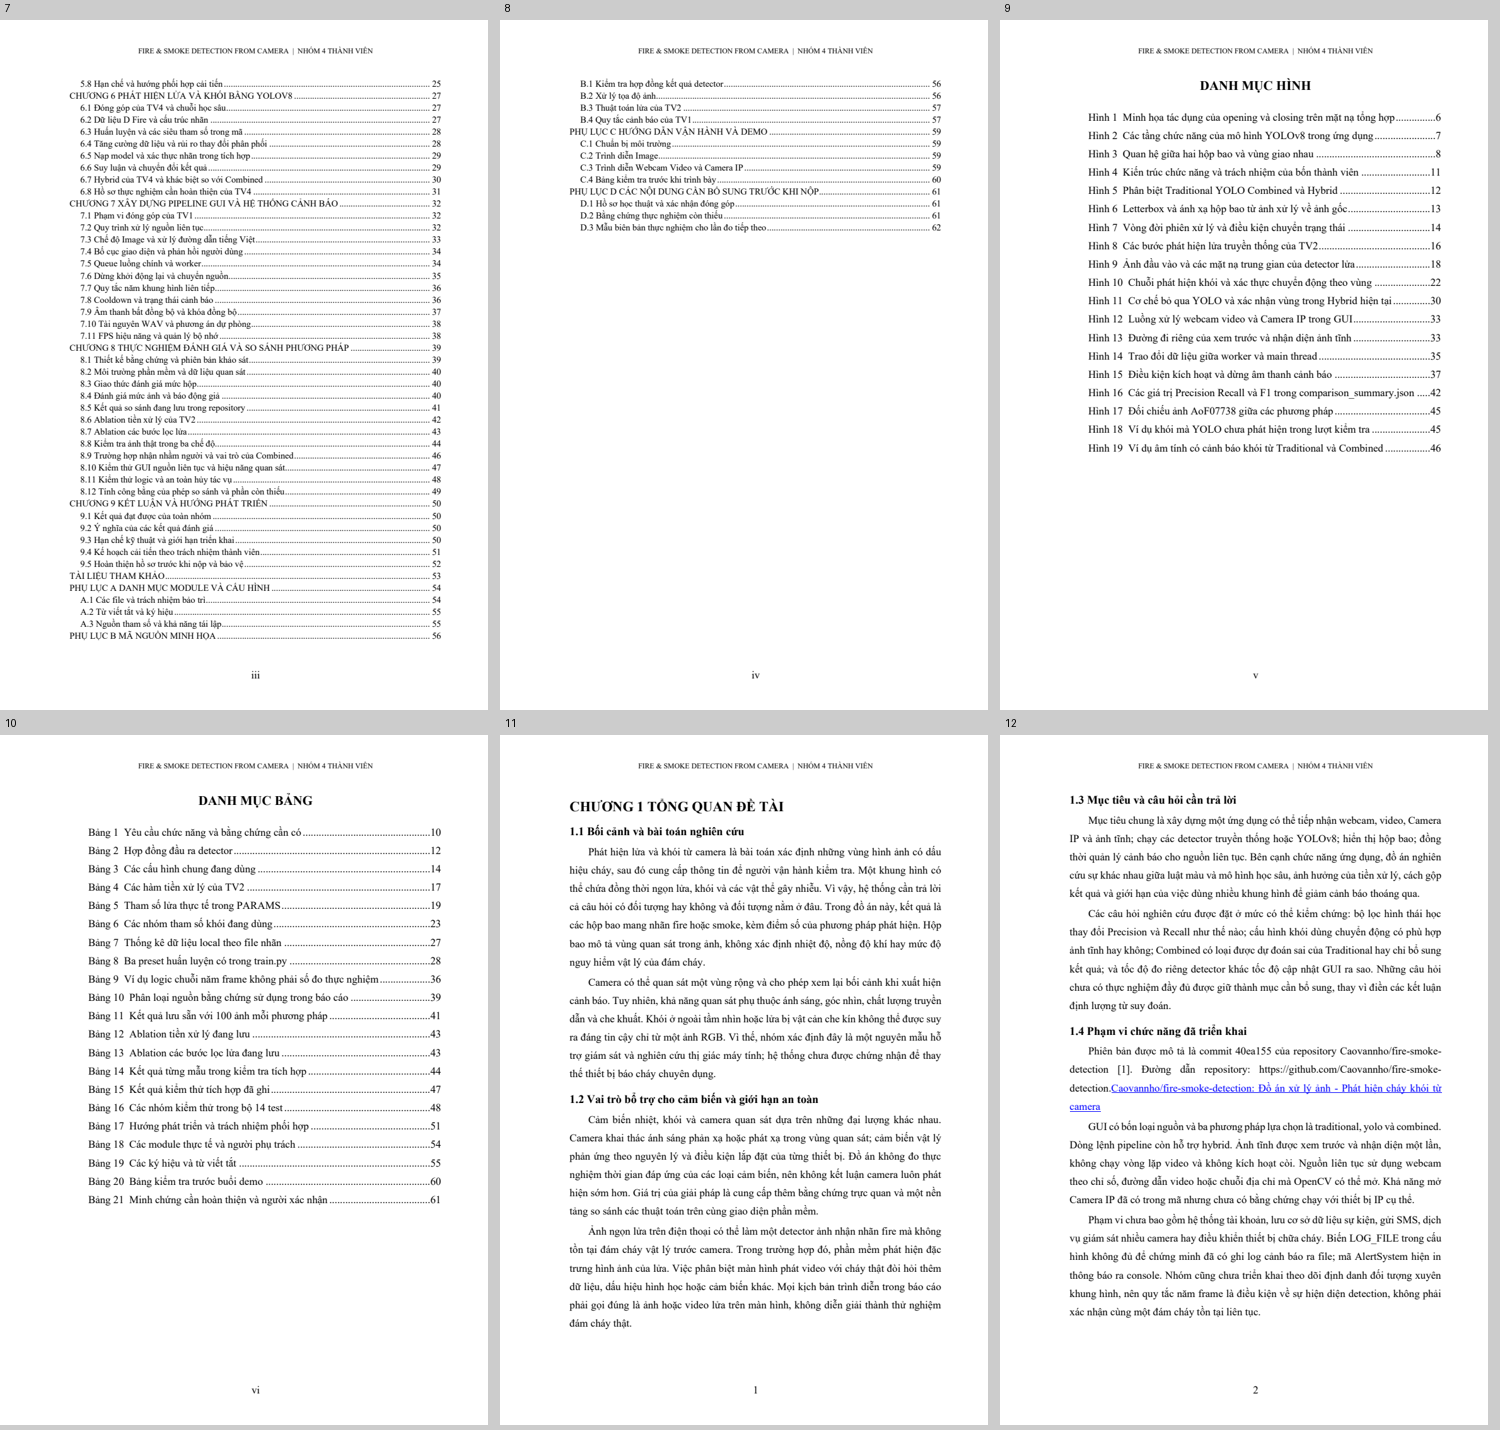 7
FIRE & SMOKE DETECTION FROM CAMERA | NHÓM 4 THÀNH VIÊN
5.8 Hạn chế và hướng phối hợp cải tiến 25
CHƯƠNG 6 PHÁT HIỆN LỬA VÀ KHÓI BẰNG YOLOV8 27
6.1 Đóng góp của TV4 và chuỗi học sâu 27
6.2 Dữ liệu D Fire và cấu trúc nhãn 27
6.3 Huấn luyện và các siêu tham số trong mã 28
6.4 Tăng cường dữ liệu và rủi ro thay đổi phân phối 28
6.5 Nạp model và xác thực nhãn trong tích hợp 29
6.6 Suy luận và chuyển đổi kết quả 29
6.7 Hybrid của TV4 và khác biệt so với Combined 30
6.8 Hồ sơ thực nghiệm cần hoàn thiện của TV4 31
CHƯƠNG 7 XÂY DỰNG PIPELINE GUI VÀ HỆ THỐNG CẢNH BÁO 32
7.1 Phạm vi đóng góp của TV1 32
7.2 Quy trình xử lý nguồn liên tục 32
7.3 Chế độ Image và xử lý đường dẫn tiếng Việt 33
7.4 Bố cục giao diện và phản hồi người dùng 34
7.5 Queue luồng chính và worker 34
7.6 Dừng khởi động lại và chuyển nguồn 35
7.7 Quy tắc năm khung hình liên tiếp 36
7.8 Cooldown và trạng thái cảnh báo 36
7.9 Âm thanh bất đồng bộ và khóa đồng bộ 37
7.10 Tài nguyên WAV và phương án dự phòng 38
7.11 FPS hiệu năng và quản lý bộ nhớ 38
CHƯƠNG 8 THỰC NGHIỆM ĐÁNH GIÁ VÀ SO SÁNH PHƯƠNG PHÁP 39
8.1 Thiết kế bằng chứng và phiên bản khảo sát 39
8.2 Môi trường phần mềm và dữ liệu quan sát 40
8.3 Giao thức đánh giá mức hộp 40
8.4 Đánh giá mức ảnh và báo động giả 40
8.5 Kết quả so sánh đang lưu trong repository 41
8.6 Ablation tiền xử lý của TV2 42
8.7 Ablation các bước lọc lửa 43
8.8 Kiểm tra ảnh thật trong ba chế độ 44
8.9 Trường hợp nhận nhầm người và vai trò của Combined 46
8.10 Kiểm thử GUI nguồn liên tục và hiệu năng quan sát 47
8.11 Kiểm thử logic và an toàn hủy tác vụ 48
8.12 Tính công bằng của phép so sánh và phần còn thiếu 49
CHƯƠNG 9 KẾT LUẬN VÀ HƯỚNG PHÁT TRIỂN 50
9.1 Kết quả đạt được của toàn nhóm 50
9.2 Ý nghĩa của các kết quả đánh giá 50
9.3 Hạn chế kỹ thuật và giới hạn triển khai 50
9.4 Kế hoạch cải tiến theo trách nhiệm thành viên 51
9.5 Hoàn thiện hồ sơ trước khi nộp và bảo vệ 52
TÀI LIỆU THAM KHẢO 53
PHỤ LỤC A DANH MỤC MODULE VÀ CẤU HÌNH 54
A.1 Các file và trách nhiệm bảo trì 54
A.2 Từ viết tắt và ký hiệu 55
A.3 Nguồn tham số và khả năng tái lập 55
PHỤ LỤC B MÃ NGUỒN MINH HỌA 56
iii
8
FIRE & SMOKE DETECTION FROM CAMERA | NHÓM 4 THÀNH VIÊN
B.1 Kiểm tra hợp đồng kết quả detector 56
B.2 Xử lý tọa độ ảnh 56
B.3 Thuật toán lửa của TV2 57
B.4 Quy tắc cảnh báo của TV1 57
PHỤ LỤC C HƯỚNG DẪN VẬN HÀNH VÀ DEMO 59
C.1 Chuẩn bị môi trường 59
C.2 Trình diễn Image 59
C.3 Trình diễn Webcam Video và Camera IP 59
C.4 Bảng kiểm tra trước khi trình bày 60
PHỤ LỤC D CÁC NỘI DUNG CẦN BỔ SUNG TRƯỚC KHI NỘP 61
D.1 Hồ sơ học thuật và xác nhận đóng góp 61
D.2 Bằng chứng thực nghiệm còn thiếu 61
D.3 Mẫu biên bản thực nghiệm cho lần đo tiếp theo 62
iv
9
FIRE & SMOKE DETECTION FROM CAMERA | NHÓM 4 THÀNH VIÊN
DANH MỤC HÌNH
Hình 1 Minh họa tác dụng của opening và closing trên mặt nạ tổng hợp 6
Hình 2 Các tầng chức năng của mô hình YOLOv8 trong ứng dụng 7
Hình 3 Quan hệ giữa hai hộp bao và vùng giao nhau 8
Hình 4 Kiến trúc chức năng và trách nhiệm của bốn thành viên 11
Hình 5 Phân biệt Traditional YOLO Combined và Hybrid 12
Hình 6 Letterbox và ánh xạ hộp bao từ ảnh xử lý về ảnh gốc 13
Hình 7 Vòng đời phiên xử lý và điều kiện chuyển trạng thái 14
Hình 8 Các bước phát hiện lửa truyền thống của TV2 16
Hình 9 Ảnh đầu vào và các mặt nạ trung gian của detector lửa 18
Hình 10 Chuỗi phát hiện khói và xác thực chuyển động theo vùng 22
Hình 11 Cơ chế bỏ qua YOLO và xác nhận vùng trong Hybrid hiện tại 30
Hình 12 Luồng xử lý webcam video và Camera IP trong GUI 33
Hình 13 Đường đi riêng của xem trước và nhận diện ảnh tĩnh 33
Hình 14 Trao đổi dữ liệu giữa worker và main thread 35
Hình 15 Điều kiện kích hoạt và dừng âm thanh cảnh báo 37
Hình 16 Các giá trị Precision Recall và F1 trong comparison_summary.json 42
Hình 17 Đối chiếu ảnh AoF07738 giữa các phương pháp 45
Hình 18 Ví dụ khói mà YOLO chưa phát hiện trong lượt kiểm tra 45
Hình 19 Ví dụ âm tính có cảnh báo khói từ Traditional và Combined 46
v
10
FIRE & SMOKE DETECTION FROM CAMERA | NHÓM 4 THÀNH VIÊN
DANH MỤC BẢNG
Bảng 1 Yêu cầu chức năng và bằng chứng cần có 10
Bảng 2 Hợp đồng đầu ra detector 12
Bảng 3 Các cấu hình chung đang dùng 14
Bảng 4 Các hàm tiền xử lý của TV2 17
Bảng 5 Tham số lửa thực tế trong PARAMS 19
Bảng 6 Các nhóm tham số khói đang dùng 23
Bảng 7 Thống kê dữ liệu local theo file nhãn 27
Bảng 8 Ba preset huấn luyện có trong train.py 28
Bảng 9 Ví dụ logic chuỗi năm frame không phải số đo thực nghiệm 36
Bảng 10 Phân loại nguồn bằng chứng sử dụng trong báo cáo 39
Bảng 11 Kết quả lưu sẵn với 100 ảnh mỗi phương pháp 41
Bảng 12 Ablation tiền xử lý đang lưu 43
Bảng 13 Ablation các bước lọc lửa đang lưu 43
Bảng 14 Kết quả từng mẫu trong kiểm tra tích hợp 44
Bảng 15 Kết quả kiểm thử tích hợp đã ghi 47
Bảng 16 Các nhóm kiểm thử trong bộ 14 test 48
Bảng 17 Hướng phát triển và trách nhiệm phối hợp 51
Bảng 18 Các module thực tế và người phụ trách 54
Bảng 19 Các ký hiệu và từ viết tắt 55
Bảng 20 Bảng kiểm tra trước buổi demo 60
Bảng 21 Minh chứng cần hoàn thiện và người xác nhận 61
vi
11
FIRE & SMOKE DETECTION FROM CAMERA | NHÓM 4 THÀNH VIÊN
CHƯƠNG 1 TỔNG QUAN ĐỀ TÀI
1.1 Bối cảnh và bài toán nghiên cứu
Phát hiện lửa và khói từ camera là bài toán xác định những vùng hình ảnh có dấu
hiệu cháy, sau đó cung cấp thông tin để người vận hành kiểm tra. Một khung hình có
thể chứa đồng thời ngọn lửa, khói và các vật thể gây nhiễu. Vì vậy, hệ thống cần trả lời
cả câu hỏi có đối tượng hay không và đối tượng nằm ở đâu. Trong đồ án này, kết quả là
các hộp bao mang nhãn fire hoặc smoke, kèm điểm số của phương pháp phát hiện. Hộp
bao mô tả vùng quan sát trong ảnh, không xác định nhiệt độ, nồng độ khí hay mức độ
nguy hiểm vật lý của đám cháy.
Camera có thể quan sát một vùng rộng và cho phép xem lại bối cảnh khi xuất hiện
cảnh báo. Tuy nhiên, khả năng quan sát phụ thuộc ánh sáng, góc nhìn, chất lượng truyền
dẫn và che khuất. Khói ở ngoài tầm nhìn hoặc lửa bị vật cản che kín không thể được suy
ra đáng tin cậy chỉ từ một ảnh RGB. Vì thế, nhóm xác định đây là một nguyên mẫu hỗ
trợ giám sát và nghiên cứu thị giác máy tính; hệ thống chưa được chứng nhận để thay
thế thiết bị báo cháy chuyên dụng.
1.2 Vai trò bổ trợ cho cảm biến và giới hạn an toàn
Cảm biến nhiệt, khói và camera quan sát dựa trên những đại lượng khác nhau.
Camera khai thác ánh sáng phản xạ hoặc phát xạ trong vùng quan sát; cảm biến vật lý
phản ứng theo nguyên lý và điều kiện lắp đặt của từng thiết bị. Đồ án không đo thực
nghiệm thời gian đáp ứng của các loại cảm biến, nên không kết luận camera luôn phát
hiện sớm hơn. Giá trị của giải pháp là cung cấp thêm bằng chứng trực quan và một nền
tảng so sánh các thuật toán trên cùng giao diện phần mềm.
Ảnh ngọn lửa trên điện thoại có thể làm một detector ảnh nhận nhãn fire mà không
tồn tại đám cháy vật lý trước camera. Trong trường hợp đó, phần mềm phát hiện đặc
trưng hình ảnh của lửa. Việc phân biệt màn hình phát video với cháy thật đòi hỏi thêm
dữ liệu, dấu hiệu hình học hoặc cảm biến khác. Mọi kịch bản trình diễn trong báo cáo
phải gọi đúng là ảnh hoặc video lửa trên màn hình, không diễn giải thành thử nghiệm
đám cháy thật.
1
12
FIRE & SMOKE DETECTION FROM CAMERA | NHÓM 4 THÀNH VIÊN
1.3 Mục tiêu và câu hỏi cần trả lời
Mục tiêu chung là xây dựng một ứng dụng có thể tiếp nhận webcam, video, Camera
IP và ảnh tĩnh; chạy các detector truyền thống hoặc YOLOv8; hiển thị hộp bao; đồng
thời quản lý cảnh báo cho nguồn liên tục. Bên cạnh chức năng ứng dụng, đồ án nghiên
cứu sự khác nhau giữa luật màu và mô hình học sâu, ảnh hưởng của tiền xử lý, cách gộp
kết quả và giới hạn của việc dùng nhiều khung hình để giảm cảnh báo thoáng qua.
Các câu hỏi nghiên cứu được đặt ở mức có thể kiểm chứng: bộ lọc hình thái học
thay đổi Precision và Recall như thế nào; cấu hình khói dùng chuyển động có phù hợp
ảnh tĩnh hay không; Combined có loại được dự đoán sai của Traditional hay chỉ bổ sung
kết quả; và tốc độ đo riêng detector khác tốc độ cập nhật GUI ra sao. Những câu hỏi
chưa có thực nghiệm đầy đủ được giữ thành mục cần bổ sung, thay vì điền các kết luận
định lượng từ suy đoán.
1.4 Phạm vi chức năng đã triển khai
Phiên bản được mô tả là commit 40ea155 của repository Caovannho/fire-smoke-
detection [1]. Đường dẫn repository: https://github.com/Caovannho/fire-smoke-
detection.Caovannho/fire-smoke-detection: Đồ án xử lý ảnh - Phát hiện cháy khói từ
camera
GUI có bốn loại nguồn và ba phương pháp lựa chọn là traditional, yolo và combined.
Dòng lệnh pipeline còn hỗ trợ hybrid. Ảnh tĩnh được xem trước và nhận diện một lần,
không chạy vòng lặp video và không kích hoạt còi. Nguồn liên tục sử dụng webcam
theo chỉ số, đường dẫn video hoặc chuỗi địa chỉ mà OpenCV có thể mở. Khả năng mở
Camera IP đã có trong mã nhưng chưa có bằng chứng chạy với thiết bị IP cụ thể.
Phạm vi chưa bao gồm hệ thống tài khoản, lưu cơ sở dữ liệu sự kiện, gửi SMS, dịch
vụ giám sát nhiều camera hay điều khiển thiết bị chữa cháy. Biến LOG_FILE trong cấu
hình không đủ để chứng minh đã có ghi log cảnh báo ra file; mã AlertSystem hiện in
thông báo ra console. Nhóm cũng chưa triển khai theo dõi định danh đối tượng xuyên
khung hình, nên quy tắc năm frame là điều kiện về sự hiện diện detection, không phải
xác nhận cùng một đám cháy tồn tại liên tục.
2